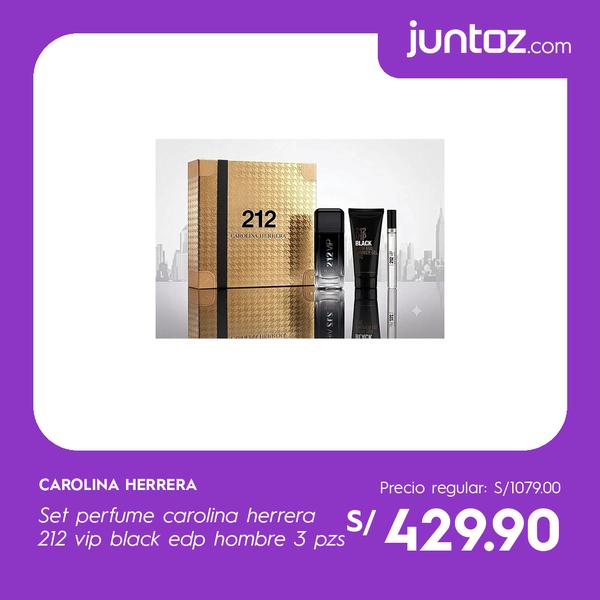 juntoz.com
212
CAROLINA HERRERA
212 VIP
BLACK
CAROLINA HERRERA
Precio regular: S/1079.00
Set perfume carolina herrera
212 vip black edp hombre 3 pzs
S/ 429.90